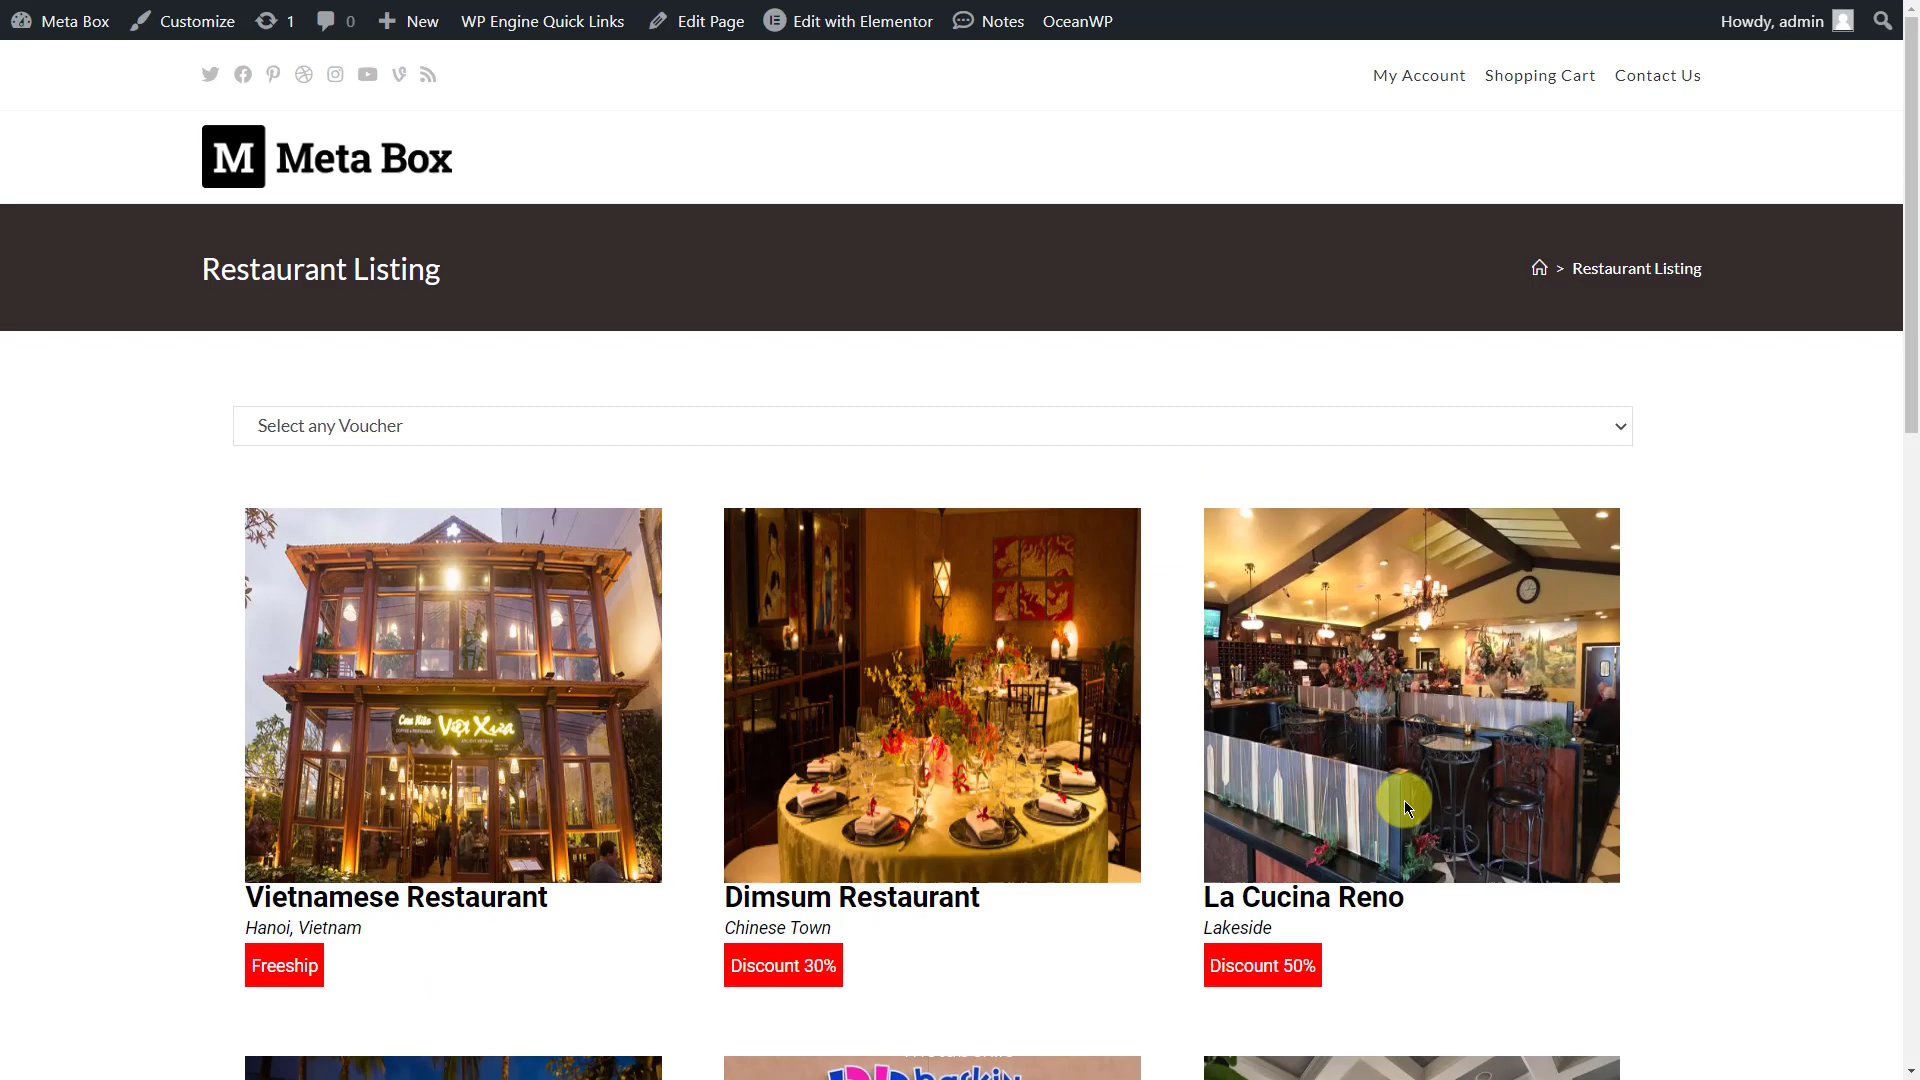 Meta Box Customize 1 0 New WP Engine Quick Links Edit Page Edit with Elementor Notes OceanWP Howdy, admin
My Account Shopping Cart Contact Us
M Meta Box
Restaurant Listing
> Restaurant Listing
Select any Voucher
Việt Xưa
Vietnamese Restaurant
Hanoi, Vietnam
Freeship
Dimsum Restaurant
Chinese Town
Discount 30%
La Cucina Reno
Lakeside
Discount 50%